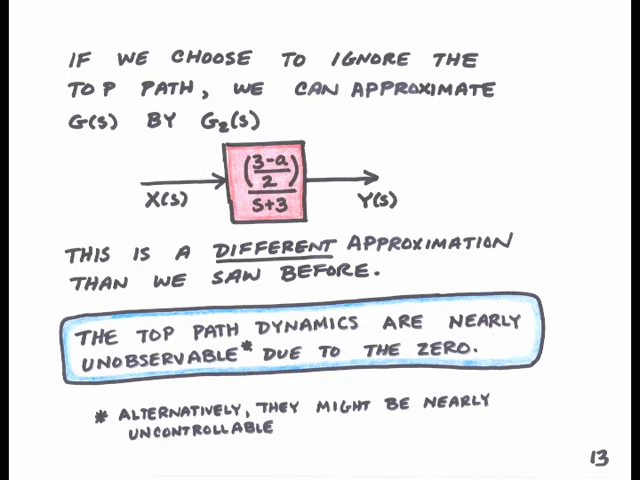 IF WE CHOOSE TO IGNORE THE
TOP PATH, WE CAN APPROXIMATE
G(s) BY G₂(s)
X(s)
(3-a
2)
s+3
Y(s)
THIS IS A DIFFERENT APPROXIMATION
THAN WE SAW BEFORE.
THE TOP PATH DYNAMICS ARE NEARLY
UNOBSERVABLE* DUE TO THE ZERO.
* ALTERNATIVELY, THEY MIGHT BE NEARLY
UNCONTROLLABLE
13